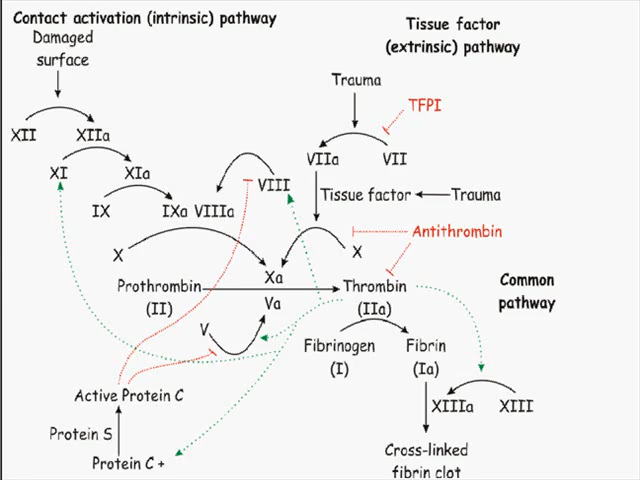 Contact activation (intrinsic) pathway
Damaged
surface
Tissue factor
(extrinsic) pathway
Trauma
TFPI
XII
XIIa
VIIa
VII
XI
XIa
VIII
Tissue factor
Trauma
IX
IXa
VIIIa
Antithrombin
X
X
Xa
Prothrombin
(II)
Va
Thrombin
(IIa)
Common
pathway
V
Fibrinogen
(I)
Fibrin
(Ia)
Active Protein C
XIIIa
XIII
Protein S
Protein C +
Cross-linked
fibrin clot